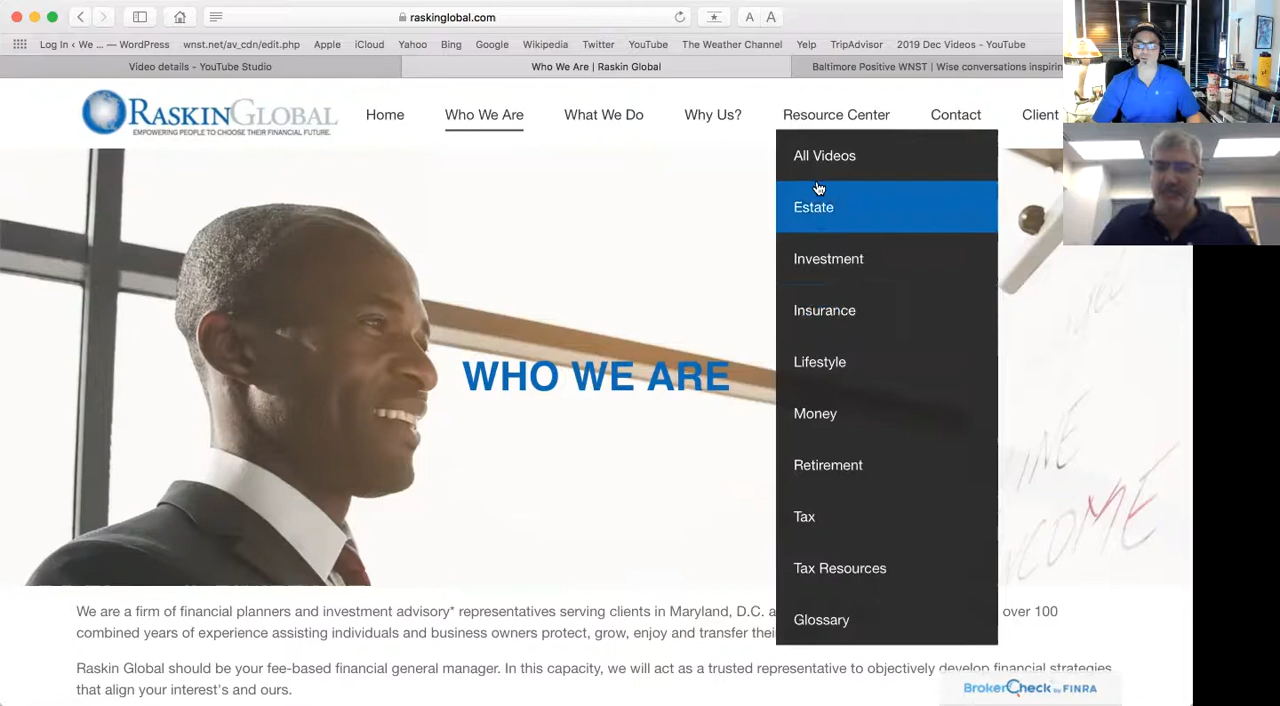 raskinglobal.com
A A
Log In ‹ We ... — WordPress wnst.net/av_cdn/edit.php Apple iCloud Yahoo Bing Google Wikipedia Twitter YouTube The Weather Channel Yelp TripAdvisor 2019 Dec Videos - YouTube
Video details - YouTube Studio Who We Are | Raskin Global Baltimore Positive WNST | Wise conversations inspirin
RASKINGLOBAL
EMPOWERING PEOPLE TO CHOOSE THEIR FINANCIAL FUTURE.
Home Who We Are What We Do Why Us? Resource Center Contact Client
All Videos
Estate
Investment
Insurance
Lifestyle
Money
Retirement
Tax
Tax Resources
Glossary
WHO WE ARE
INCOME
We are a firm of financial planners and investment advisory* representatives serving clients in Maryland, D.C. a over 100
combined years of experience assisting individuals and business owners protect, grow, enjoy and transfer thei
Raskin Global should be your fee-based financial general manager. In this capacity, we will act as a trusted representative to objectively develop financial strategies
that align your interest's and ours.
BrokerCheck by FINRA